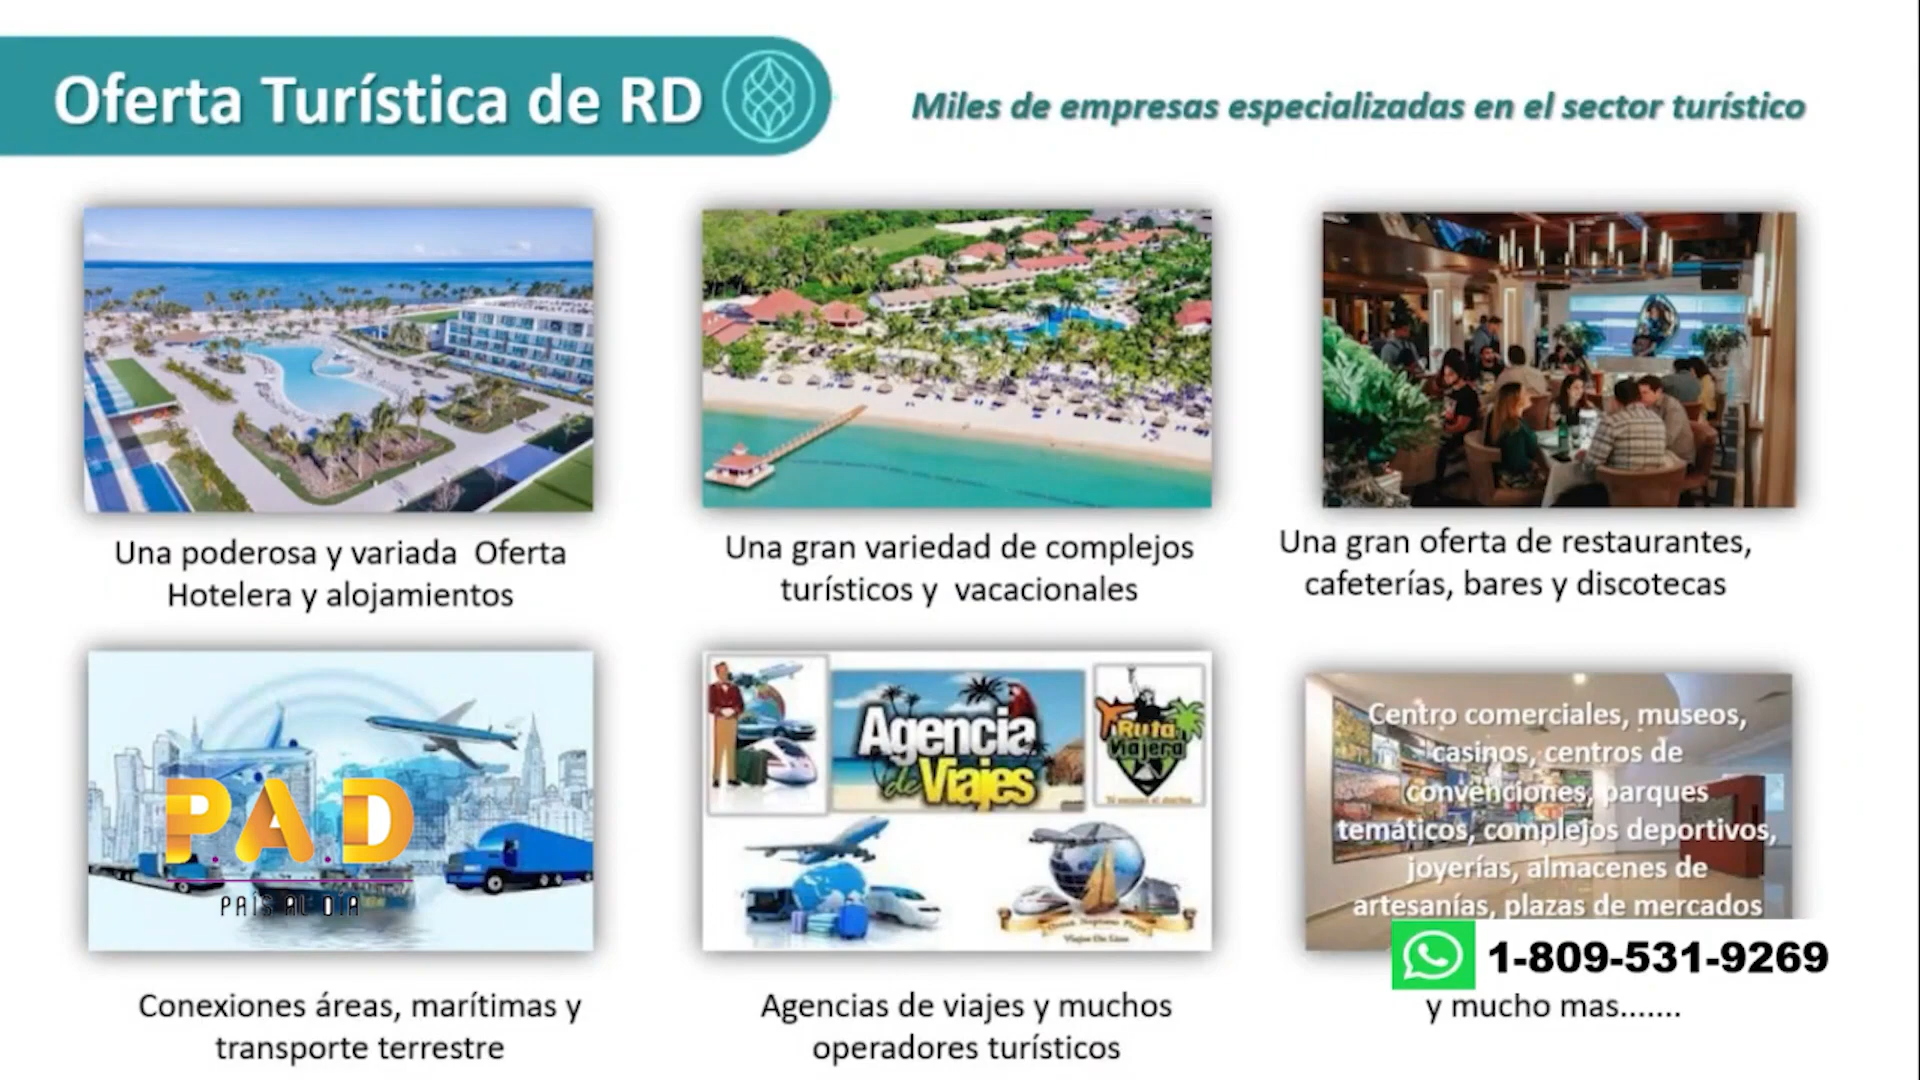 Oferta Turística de RD
Miles de empresas especializadas en el sector turístico
Una poderosa y variada Oferta
Hotelera y alojamientos
Una gran variedad de complejos
turísticos y vacacionales
Una gran oferta de restaurantes,
cafeterías, bares y discotecas
P.A.D
PAÍS AL DÍA
Conexiones áreas, marítimas y
transporte terrestre
Agencia
de Viajes
Ruta
Viajera
Viajes On Line
Agencias de viajes y muchos
operadores turísticos
Centro comerciales, museos,
casinos, centros de
convenciones, parques
temáticos, complejos deportivos,
joyerías, almacenes de
artesanías, plazas de mercados
1-809-531-9269
y mucho mas.......